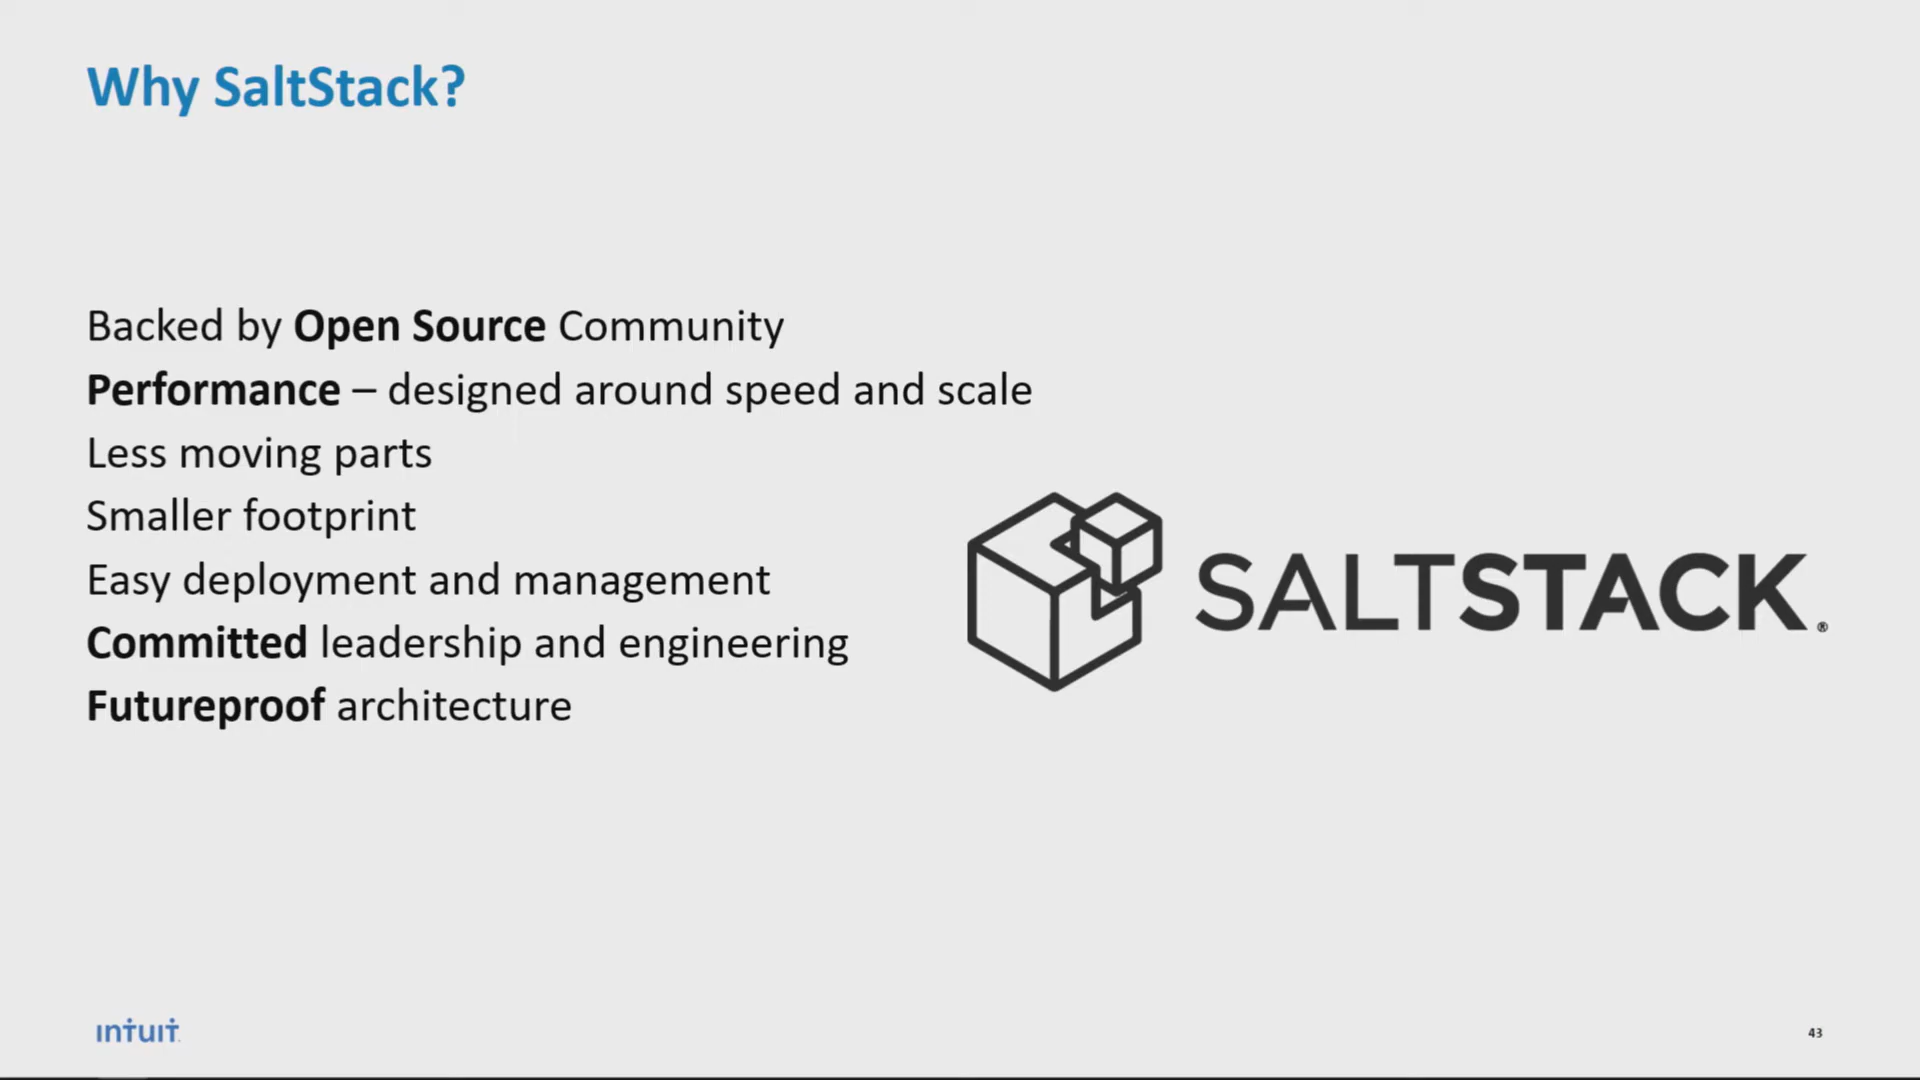 Why SaltStack?
Backed by Open Source Community
Performance – designed around speed and scale
Less moving parts
Smaller footprint
Easy deployment and management
Committed leadership and engineering
Futureproof architecture
SALTSTACK®
intuit
43